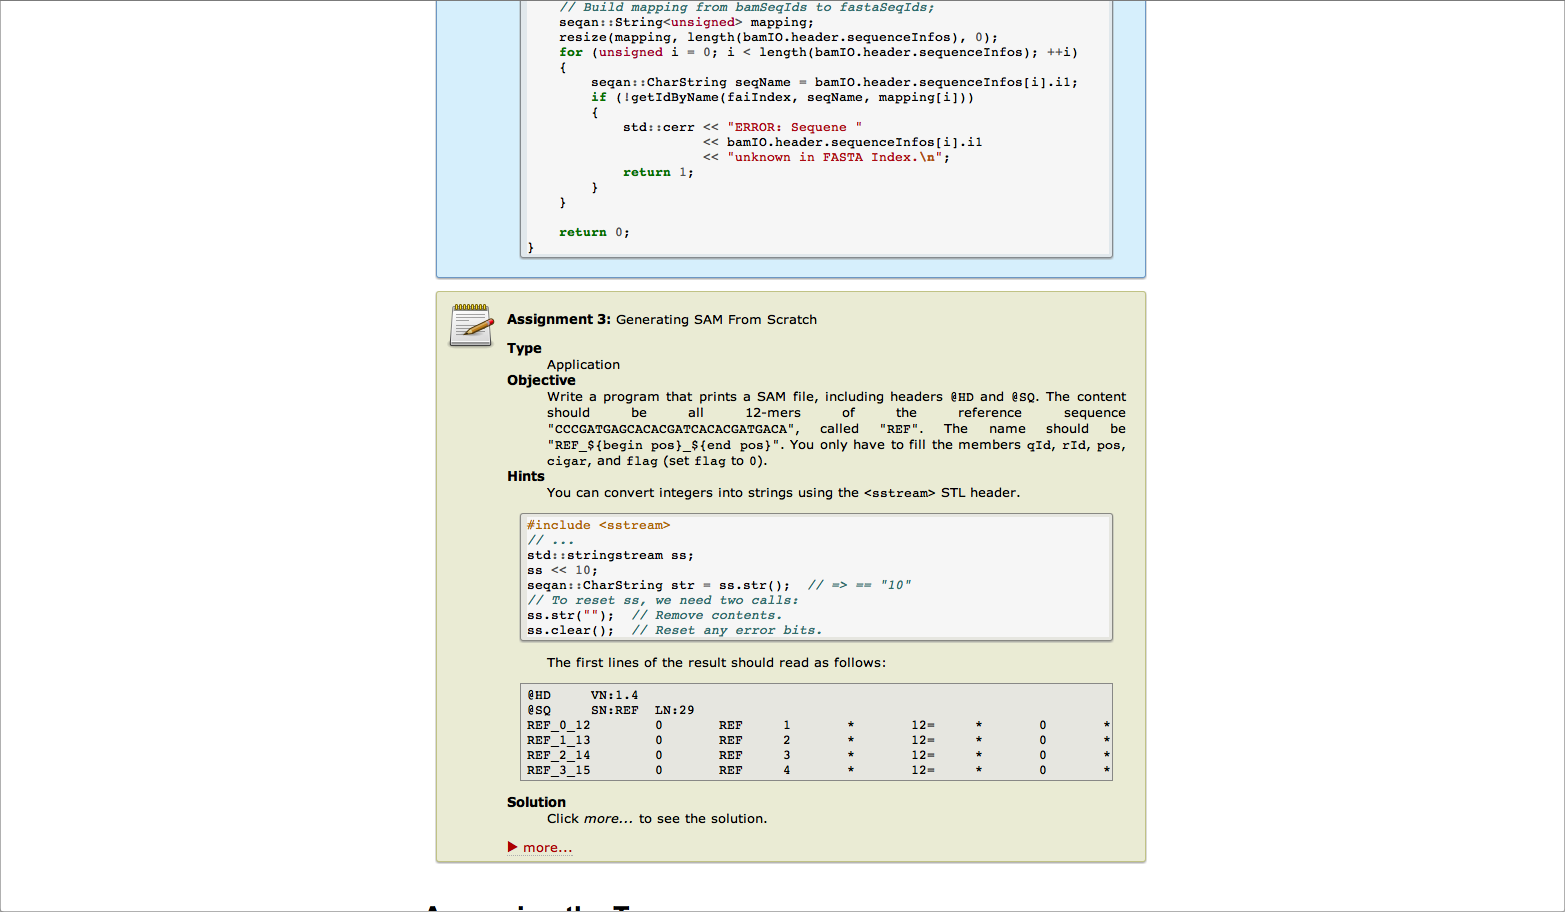 // Build mapping from bamSeqIds to fastaSeqIds;
seqan::String<unsigned> mapping;
resize(mapping, length(bamIO.header.sequenceInfos), 0);
for (unsigned i = 0; i < length(bamIO.header.sequenceInfos); ++i)
{
seqan::CharString seqName = bamIO.header.sequenceInfos[i].i1;
if (!getIdByName(faiIndex, seqName, mapping[i]))
{
std::cerr << "ERROR: Sequene "
<< bamIO.header.sequenceInfos[i].i1
<< "unknown in FASTA Index.\n";
return 1;
}
}
return 0;
}
Assignment 3: Generating SAM From Scratch
Type
Application
Objective
Write a program that prints a SAM file, including headers @HD and @SQ. The content
should be all 12-mers of the reference sequence
"CCCGATGAGCACACGATCACACGATGACA", called "REF". The name should be
"REF_${begin pos}_${end pos}". You only have to fill the members qId, rId, pos,
cigar, and flag (set flag to 0).
Hints
You can convert integers into strings using the <sstream> STL header.
#include <sstream>
// ...
std::stringstream ss;
ss << 10;
seqan::CharString str = ss.str(); // => == "10"
// To reset ss, we need two calls:
ss.str(""); // Remove contents.
ss.clear(); // Reset any error bits.
The first lines of the result should read as follows:
@HD VN:1.4
@SQ SN:REF LN:29
REF_0_12 0 REF 1 * 12= * 0 *
REF_1_13 0 REF 2 * 12= * 0 *
REF_2_14 0 REF 3 * 12= * 0 *
REF_3_15 0 REF 4 * 12= * 0 *
Solution
Click more... to see the solution.
more...